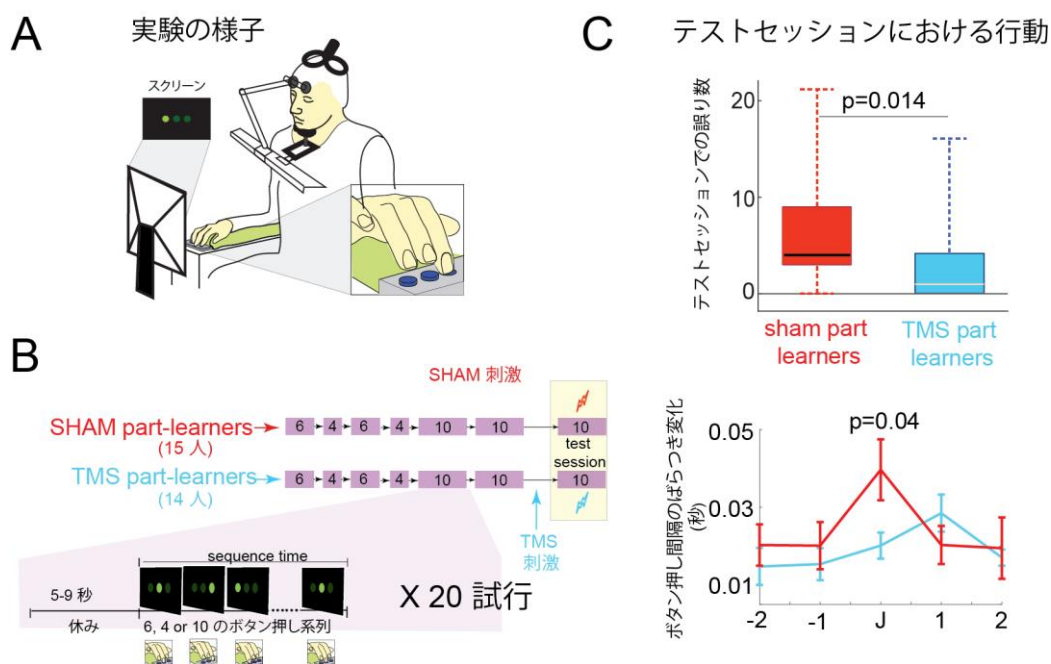 A
実験の様子
スクリーン
B
SHAM 刺激
SHAM part-learners
(15 人)
6 4 6 4 10 10 10
test
session
TMS part-learners
(14 人)
6 4 6 4 10 10 10
TMS
刺激
sequence time
5-9 秒
休み
6, 4 or 10 のボタン押し系列
X 20 試行
C
テストセッションにおける行動
テストセッションでの誤り数
20
10
0
p=0.014
sham part
learners
TMS part
learners
ボタン押し間隔のばらつき変化
(秒)
0.05
0.03
0.01
p=0.04
-2 -1 J 1 2